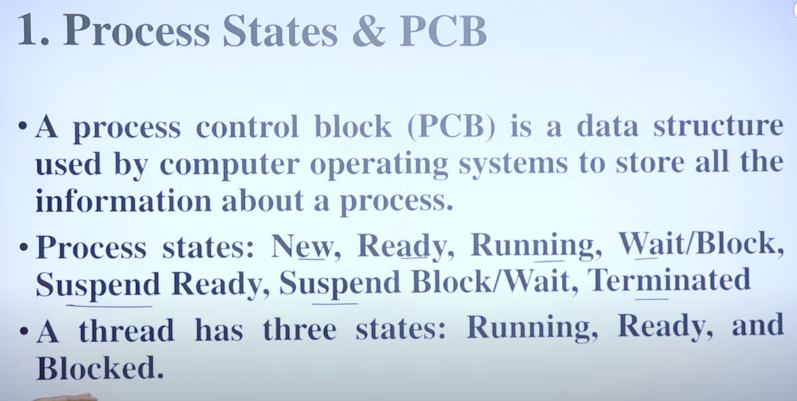 1. Process States & PCB
• A process control block (PCB) is a data structure
used by computer operating systems to store all the
information about a process.
• Process states: New, Ready, Running, Wait/Block,
Suspend Ready, Suspend Block/Wait, Terminated
• A thread has three states: Running, Ready, and
Blocked.